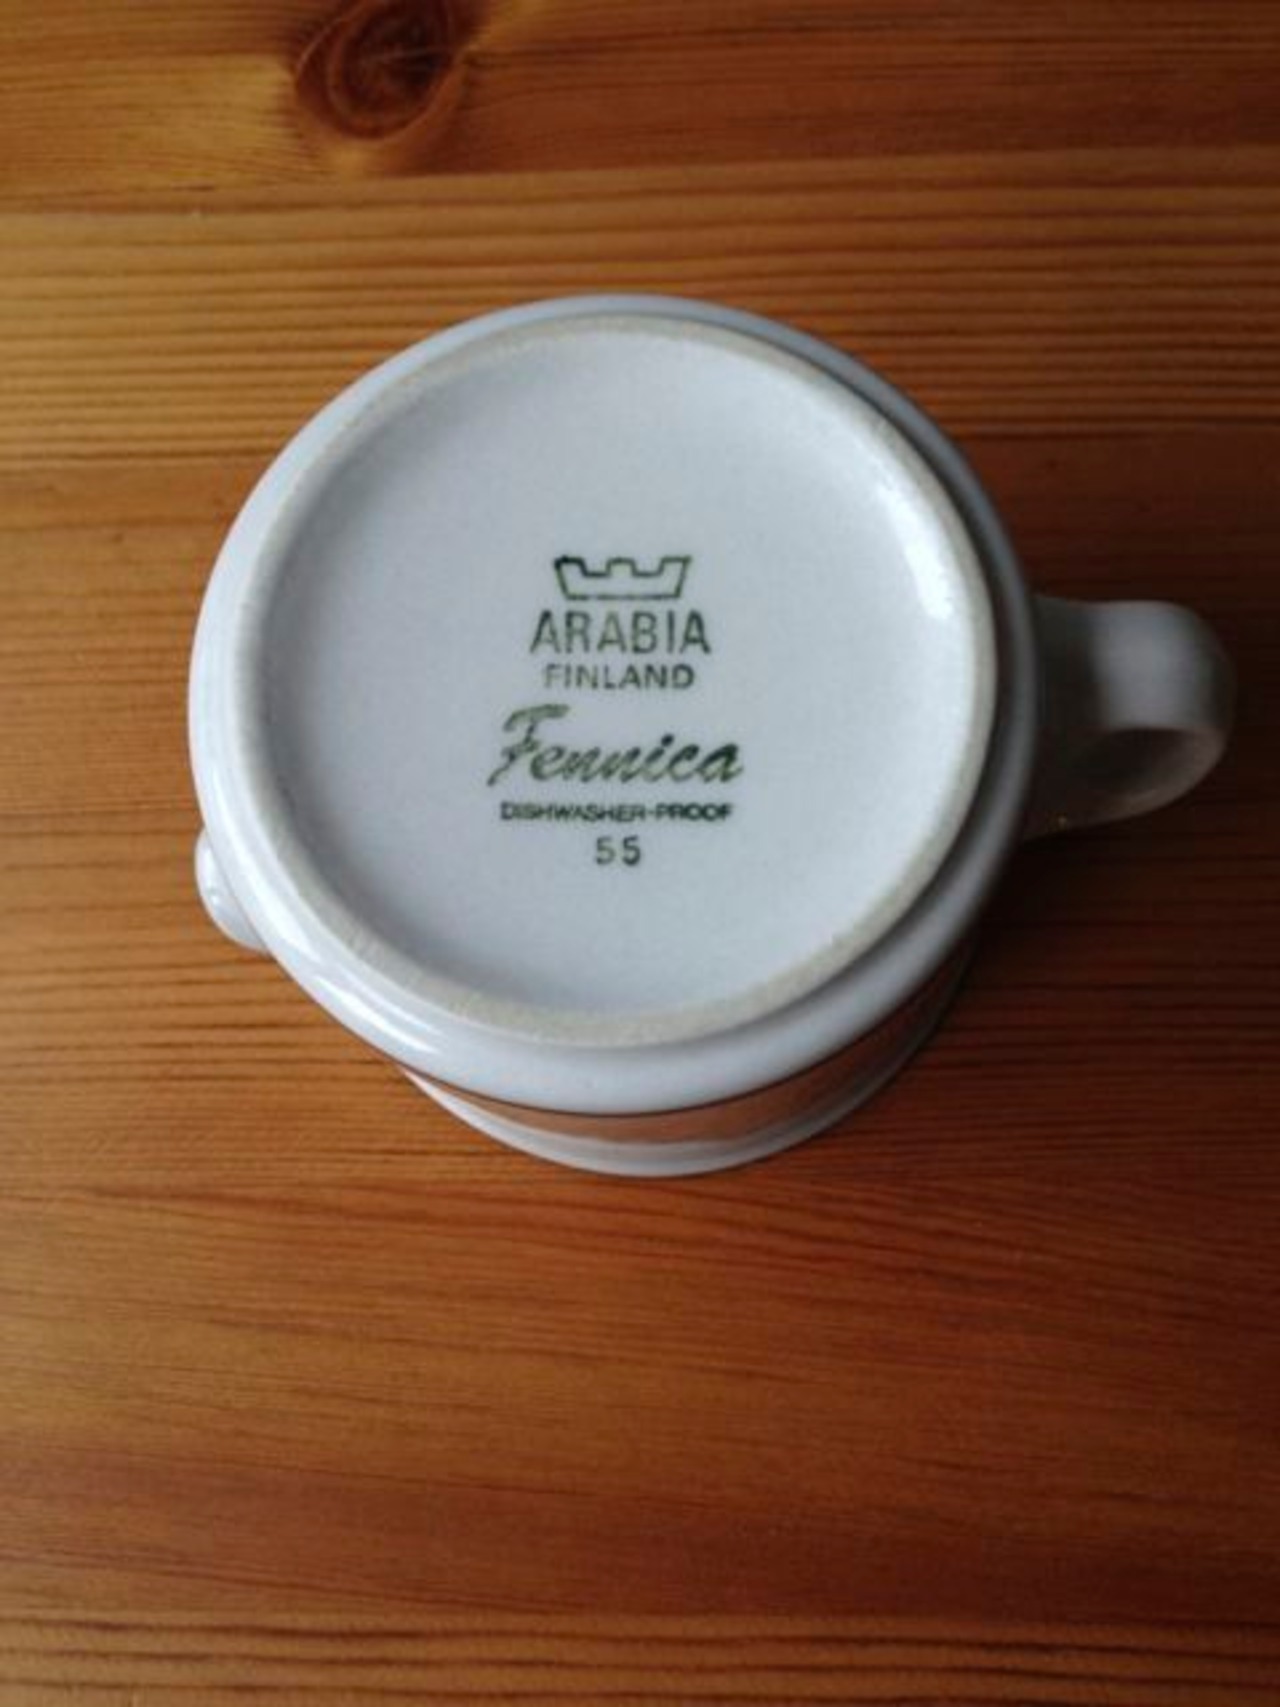 ARABIA
FINLAND
Fennica
DISHWASHER-PROOF
55